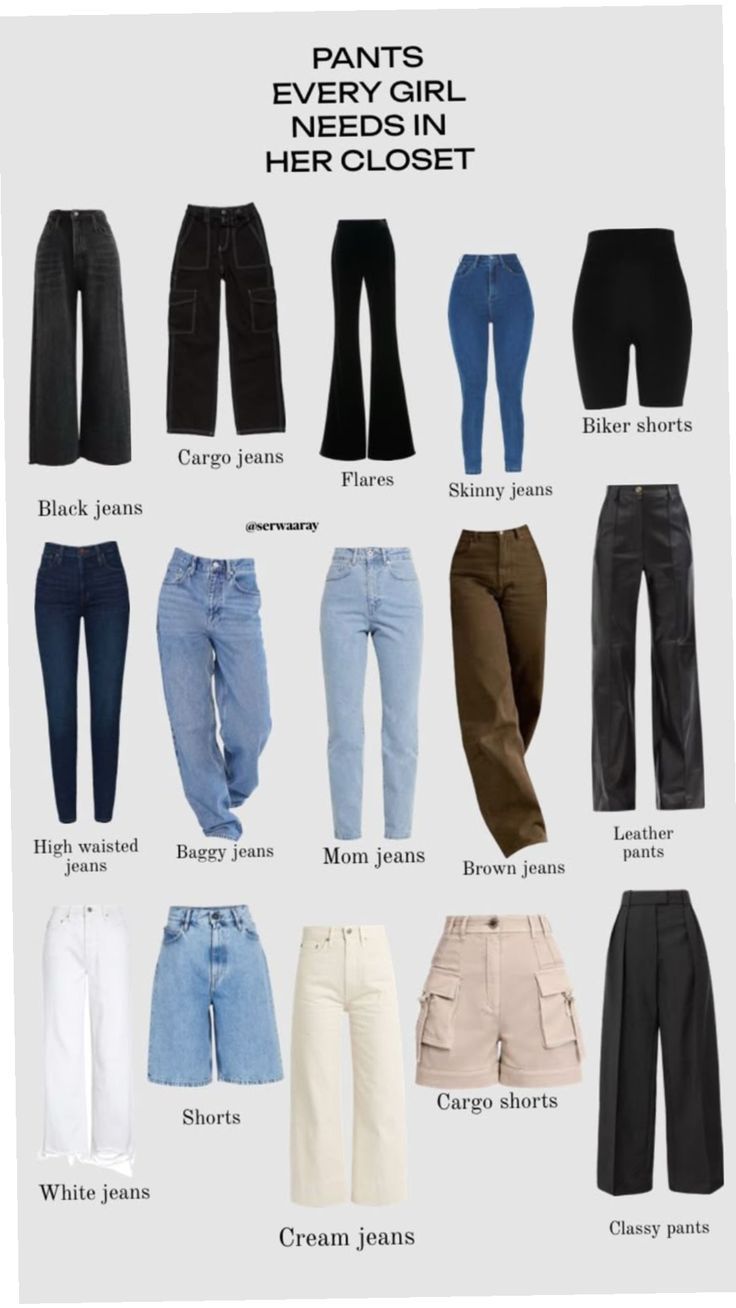 PANTS
EVERY GIRL
NEEDS IN
HER CLOSET
Black jeans
Cargo jeans
Flares
Skinny jeans
Biker shorts
@serwaaray
High waisted
jeans
Baggy jeans
Mom jeans
Brown jeans
Leather
pants
White jeans
Shorts
Cream jeans
Cargo shorts
Classy pants